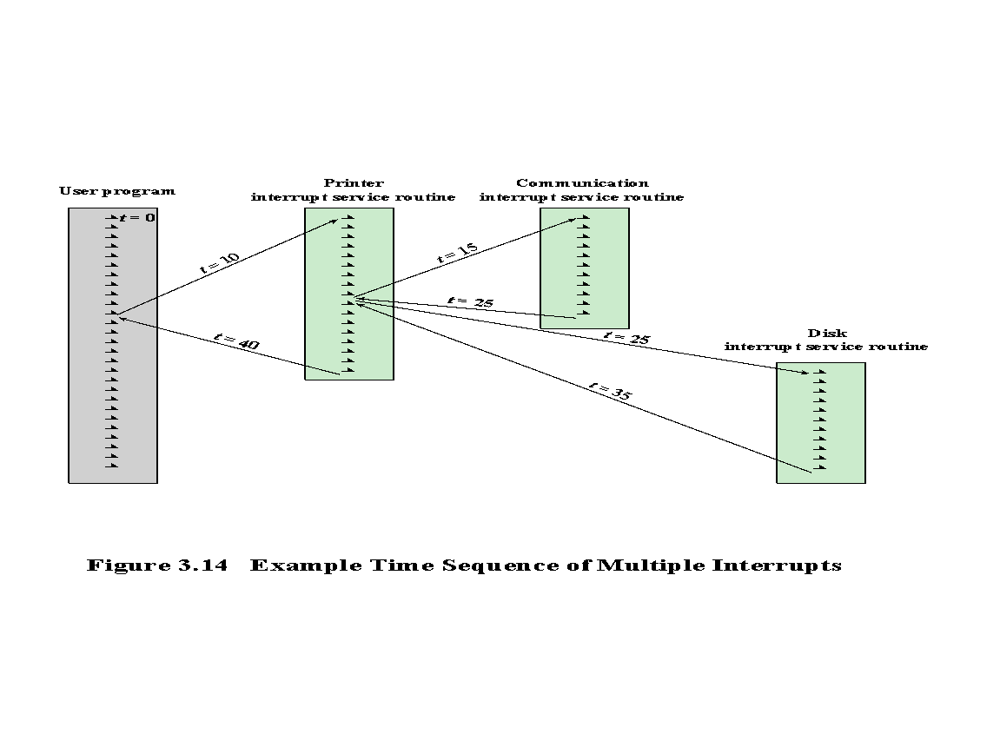 User program
Printer
interrupt service routine
Communication
interrupt service routine
t = 0
t = 10
t = 15
t = 25
t = 25
t = 40
t = 35
Disk
interrupt service routine
Figure 3.14 Example Time Sequence of Multiple Interrupts